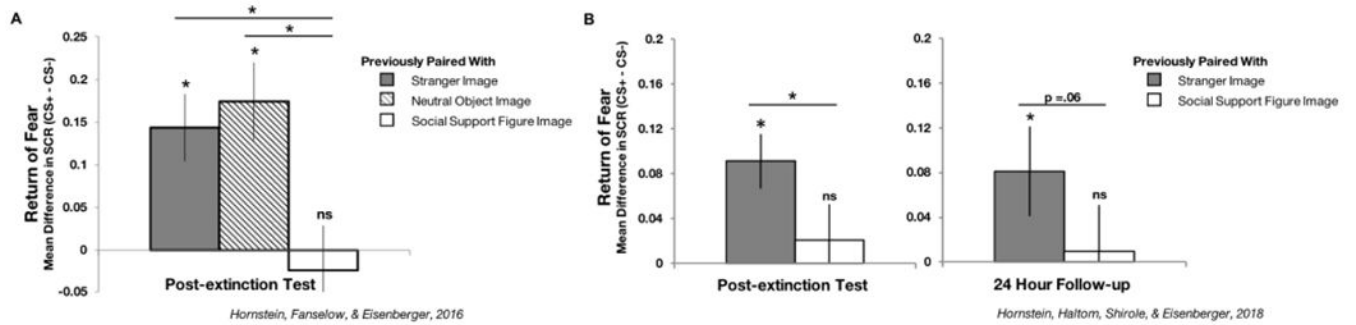 A
*
*
*
*
ns
0.25
0.2
0.15
0.1
0.05
0
-0.05
Return of Fear
Mean Difference in SCR (CS+ - CS-)
Previously Paired With
Stranger Image
Neutral Object Image
Social Support Figure Image
Post-extinction Test
Hornstein, Fanselow, & Eisenberger, 2016
B
0.2
0.16
0.12
0.08
0.04
0
Return of Fear
Mean Difference in SCR (CS+ - CS-)
*
*
ns
Post-extinction Test
0.2
0.16
0.12
0.08
0.04
0
p =.06
*
ns
24 Hour Follow-up
Previously Paired With
Stranger Image
Social Support Figure Image
Hornstein, Haltom, Shirole, & Eisenberger, 2018